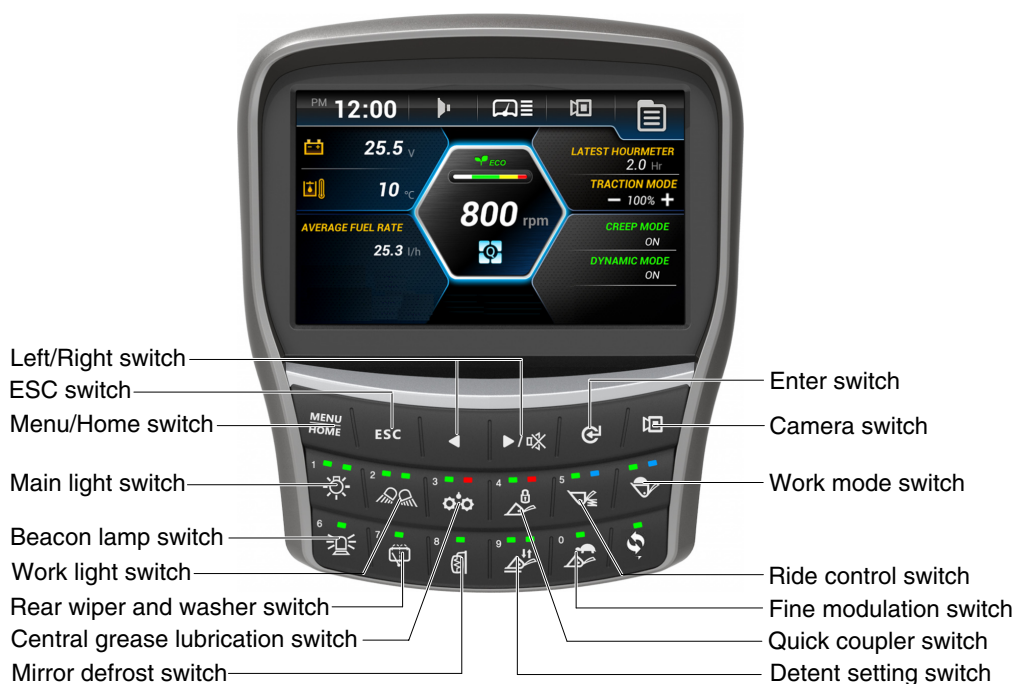 PM 12:00
25.5 V
10 °C
AVERAGE FUEL RATE
25.3 l/h
ECO
800 rpm
Q
LATEST HOURMETER
2.0 Hr
TRACTION MODE
− 100% +
CREEP MODE
ON
DYNAMIC MODE
ON
MENU
HOME
ESC
1
2
3
4
5
6
7
8
9
0
Left/Right switch
ESC switch
Menu/Home switch
Main light switch
Beacon lamp switch
Work light switch
Rear wiper and washer switch
Central grease lubrication switch
Mirror defrost switch
Enter switch
Camera switch
Work mode switch
Ride control switch
Fine modulation switch
Quick coupler switch
Detent setting switch